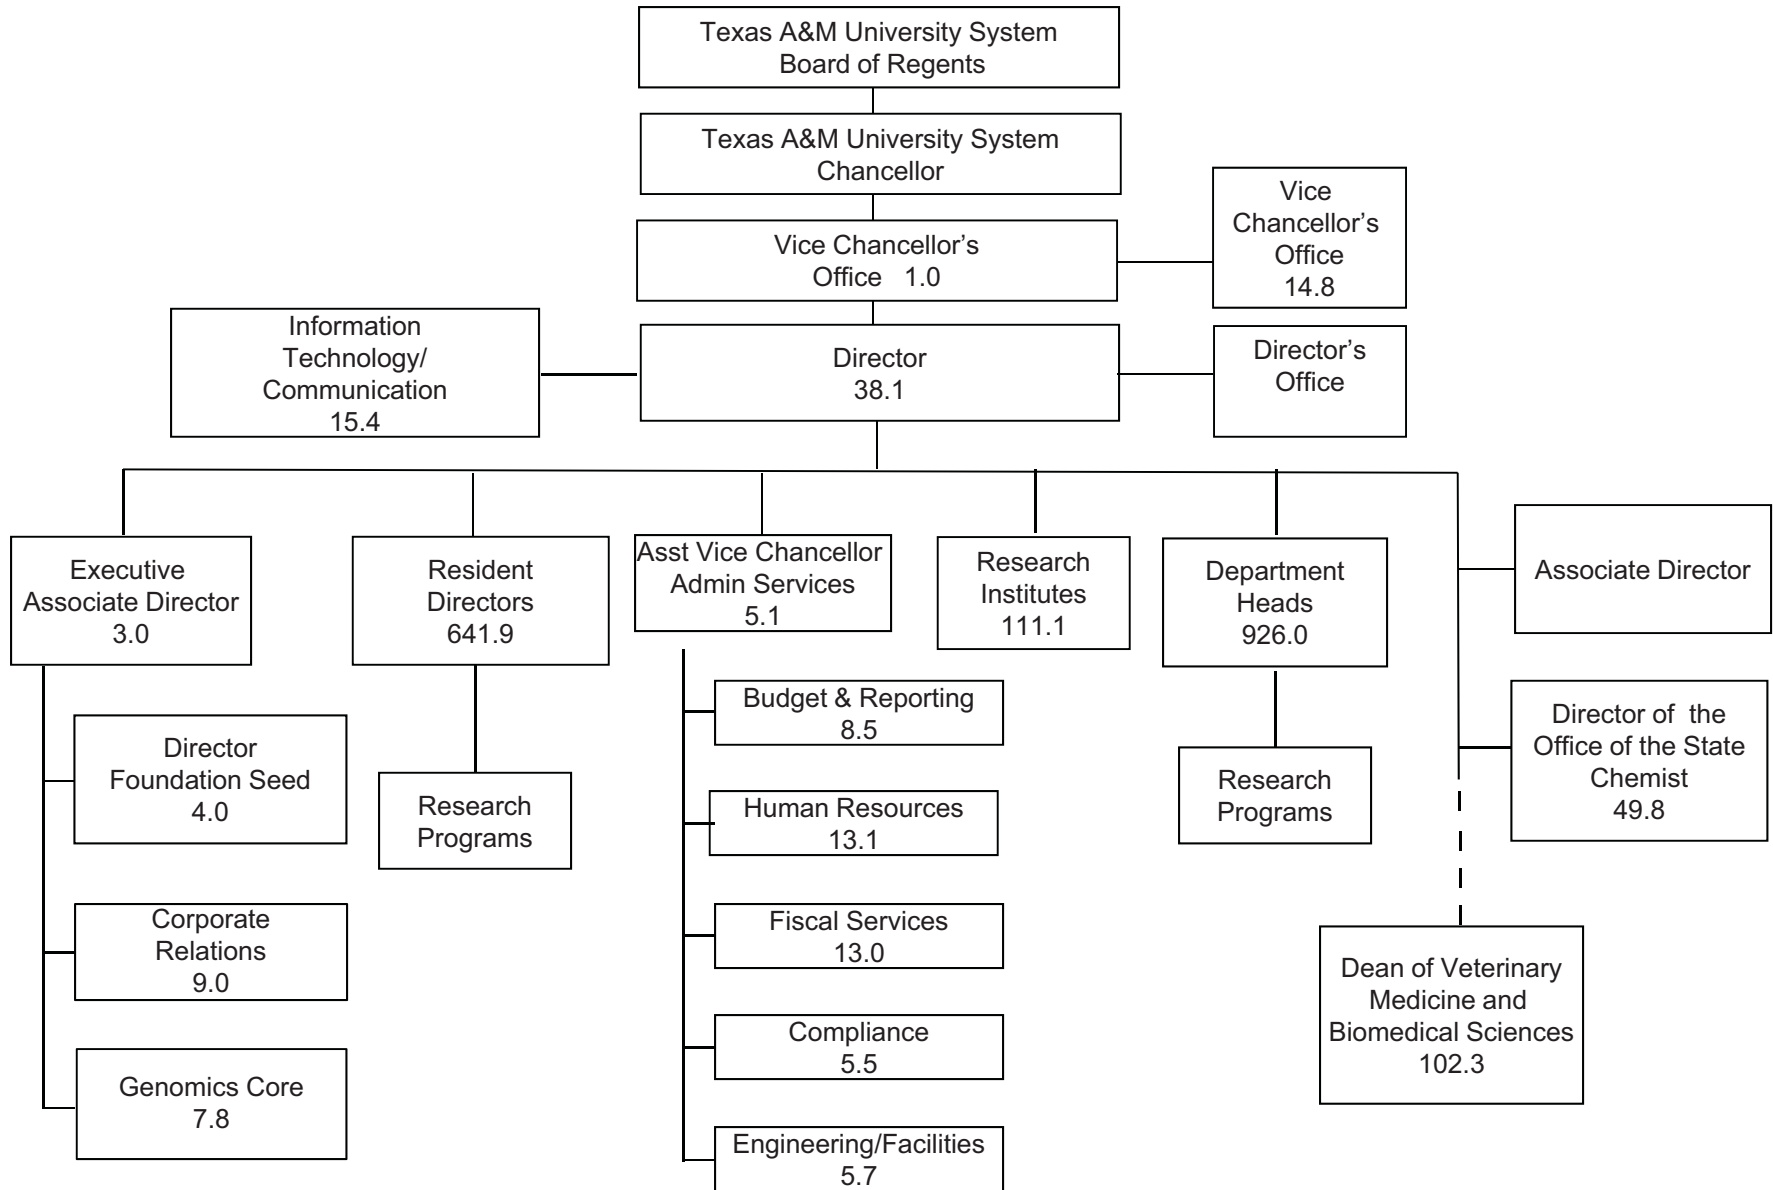 Texas A&M University System
Board of Regents
Texas A&M University System
Chancellor
Vice Chancellor's
Office 1.0
Vice
Chancellor's
Office
14.8
Information
Technology/
Communication
15.4
Director
38.1
Director's
Office
Executive
Associate Director
3.0
Resident
Directors
641.9
Asst Vice Chancellor
Admin Services
5.1
Research
Institutes
111.1
Department
Heads
926.0
Associate Director
Director
Foundation Seed
4.0
Corporate
Relations
9.0
Genomics Core
7.8
Research
Programs
Budget & Reporting
8.5
Human Resources
13.1
Fiscal Services
13.0
Compliance
5.5
Engineering/Facilities
5.7
Research
Programs
Director of the
Office of the State
Chemist
49.8
Dean of Veterinary
Medicine and
Biomedical Sciences
102.3